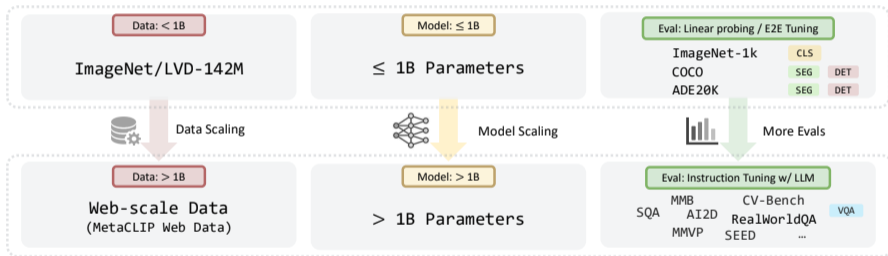 Data: < 1B
ImageNet/LVD-142M
Model: ≤ 1B
≤ 1B Parameters
Eval: Linear probing / E2E Tuning
ImageNet-1k CLS
COCO SEG DET
ADE20K SEG DET
Data Scaling
Model Scaling
More Evals
Data: > 1B
Web-scale Data
(MetaCLIP Web Data)
Model: > 1B
> 1B Parameters
Eval: Instruction Tuning w/ LLM
MMB CV-Bench
SQA AI2D RealWorldQA VQA
MMVP SEED …